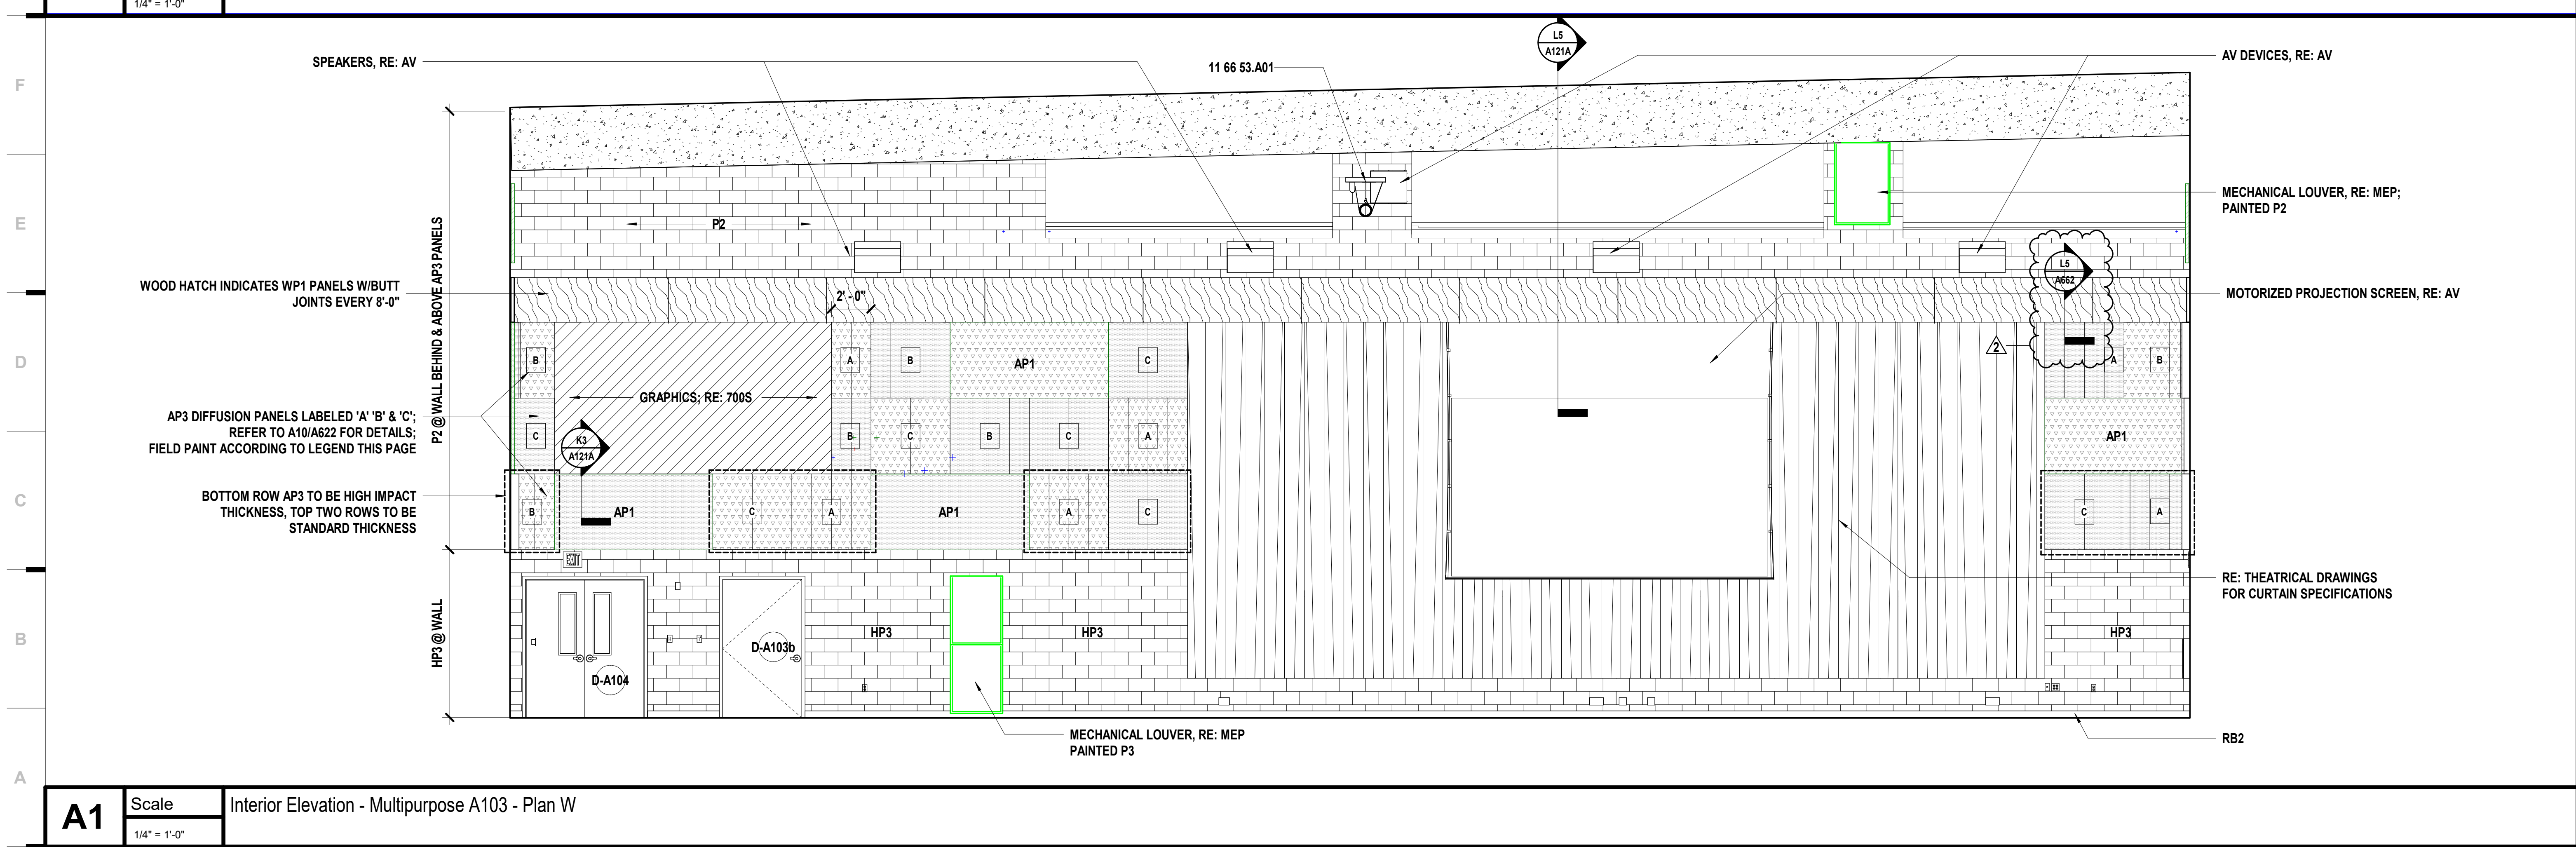 1/4" = 1'-0"
F
E
D
C
B
A
SPEAKERS, RE: AV
11 66 53.A01
L5
A121A
AV DEVICES, RE: AV
MECHANICAL LOUVER, RE: MEP;
PAINTED P2
P2
P2 @ WALL BEHIND & ABOVE AP3 PANELS
WOOD HATCH INDICATES WP1 PANELS W/BUTT
JOINTS EVERY 8'-0"
2' - 0"
L5
A662
MOTORIZED PROJECTION SCREEN, RE: AV
2
B
A
B
AP1
C
A
B
GRAPHICS; RE: 700S
AP3 DIFFUSION PANELS LABELED 'A' 'B' & 'C';
REFER TO A10/A622 FOR DETAILS;
FIELD PAINT ACCORDING TO LEGEND THIS PAGE
C
K3
A121A
B
C
B
C
A
AP1
BOTTOM ROW AP3 TO BE HIGH IMPACT
THICKNESS, TOP TWO ROWS TO BE
STANDARD THICKNESS
B
AP1
C
A
AP1
A
C
C
A
RE: THEATRICAL DRAWINGS
FOR CURTAIN SPECIFICATIONS
HP3 @ WALL
D-A104
D-A103b
HP3
HP3
HP3
MECHANICAL LOUVER, RE: MEP
PAINTED P3
RB2
A1
Scale
1/4" = 1'-0"
Interior Elevation - Multipurpose A103 - Plan W